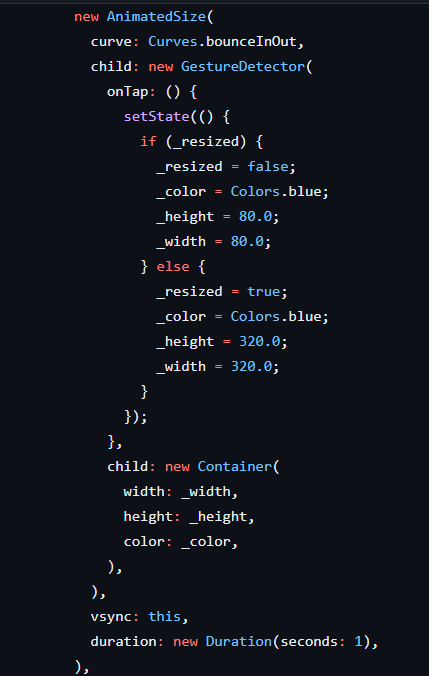 new AnimatedSize(
  curve: Curves.bounceInOut,
  child: new GestureDetector(
    onTap: () {
      setState(() {
        if (_resized) {
          _resized = false;
          _color = Colors.blue;
          _height = 80.0;
          _width = 80.0;
        } else {
          _resized = true;
          _color = Colors.blue;
          _height = 320.0;
          _width = 320.0;
        }
      });
    },
    child: new Container(
      width: _width,
      height: _height,
      color: _color,
    ),
  ),
  vsync: this,
  duration: new Duration(seconds: 1),
),